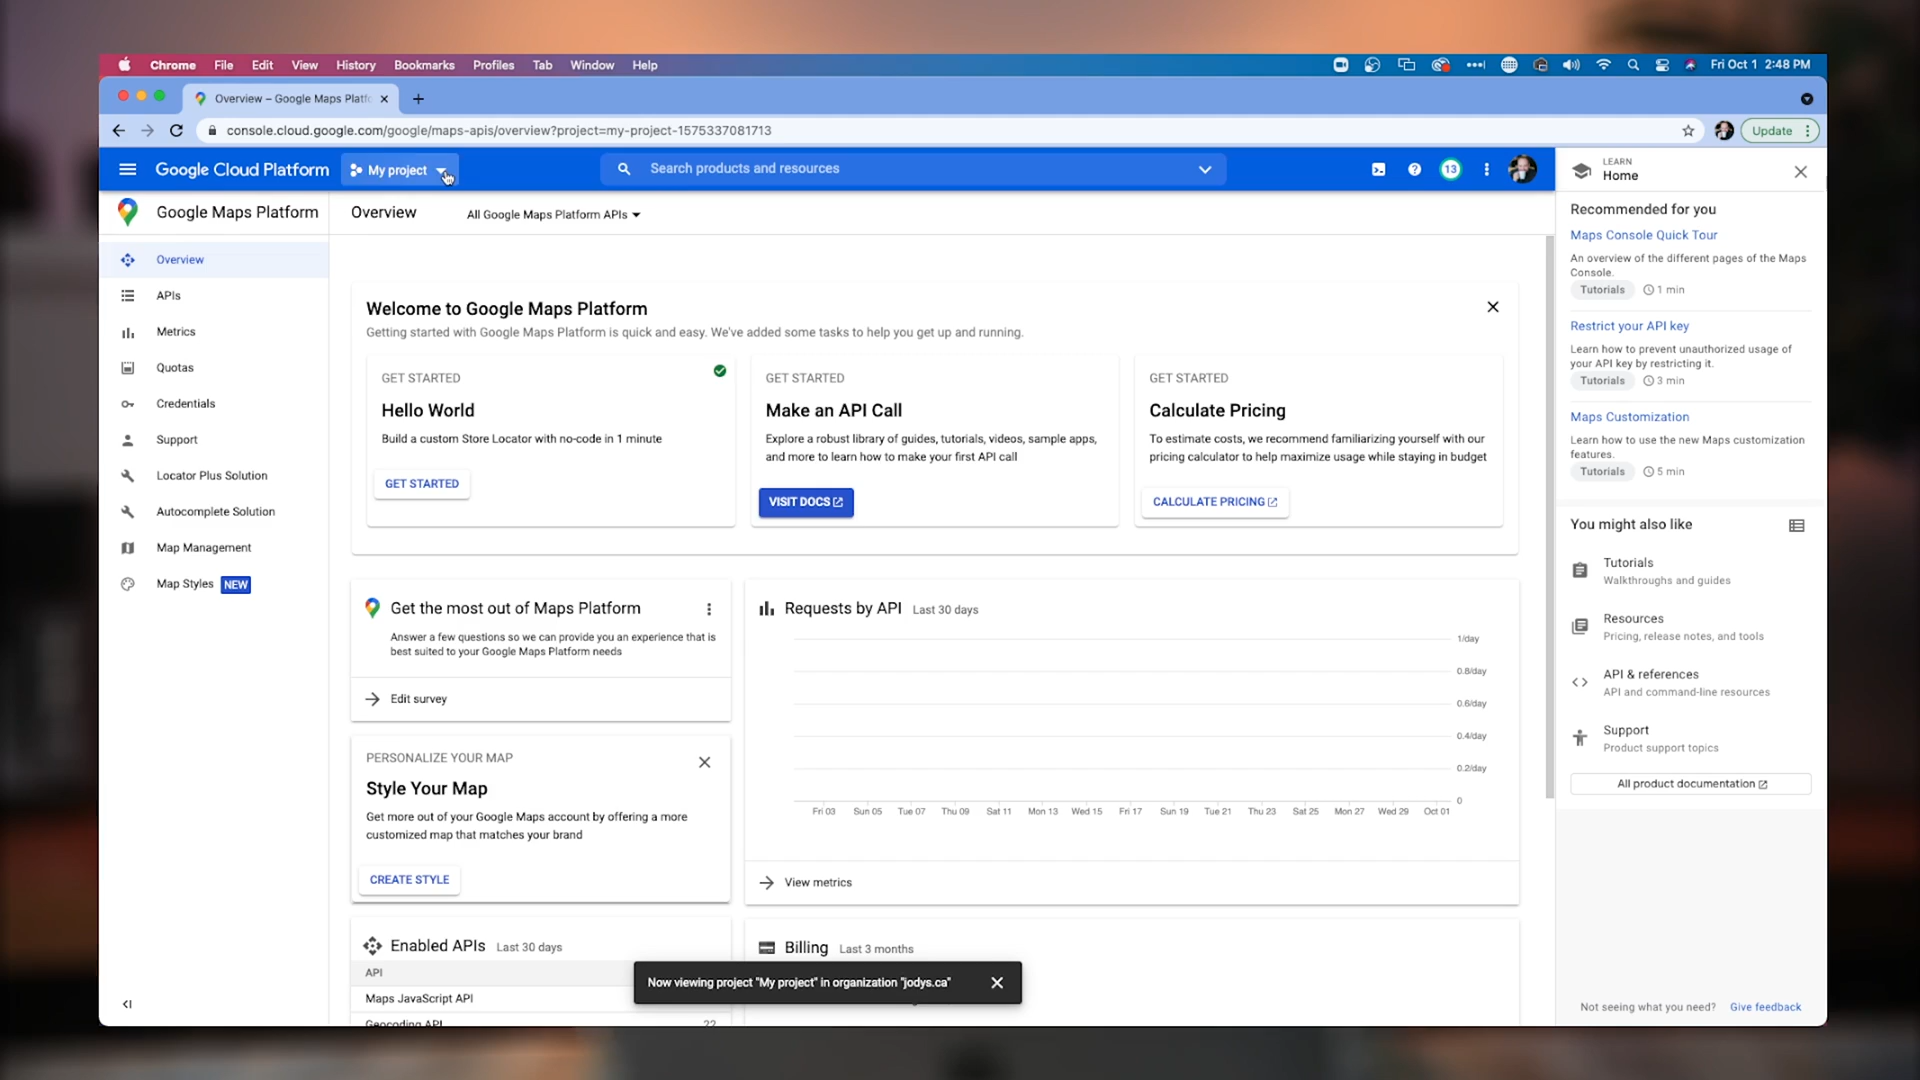 Chrome File Edit View History Bookmarks Profiles Tab Window Help
Fri Oct 1 2:48 PM
Overview – Google Maps Platfo
console.cloud.google.com/google/maps-apis/overview?project=my-project-1575337081713
Update
Google Cloud Platform
My project
Search products and resources
13
LEARN
Home
Google Maps Platform
Overview
All Google Maps Platform APIs
Overview
APIs
Metrics
Quotas
Credentials
Support
Locator Plus Solution
Autocomplete Solution
Map Management
Map Styles NEW
Welcome to Google Maps Platform
Getting started with Google Maps Platform is quick and easy. We've added some tasks to help you get up and running.
GET STARTED
Hello World
Build a custom Store Locator with no-code in 1 minute
GET STARTED
GET STARTED
Make an API Call
Explore a robust library of guides, tutorials, videos, sample apps,
and more to learn how to make your first API call
VISIT DOCS
GET STARTED
Calculate Pricing
To estimate costs, we recommend familiarizing yourself with our
pricing calculator to help maximize usage while staying in budget
CALCULATE PRICING
Get the most out of Maps Platform
Answer a few questions so we can provide you an experience that is
best suited to your Google Maps Platform needs
Edit survey
PERSONALIZE YOUR MAP
Style Your Map
Get more out of your Google Maps account by offering a more
customized map that matches your brand
CREATE STYLE
Requests by API Last 30 days
1/day
0.8/day
0.6/day
0.4/day
0.2/day
0
Fri 03 Sun 05 Tue 07 Thu 09 Sat 11 Mon 13 Wed 15 Fri 17 Sun 19 Tue 21 Thu 23 Sat 25 Mon 27 Wed 29 Oct 01
View metrics
Enabled APIs Last 30 days
API
Maps JavaScript API
Geocoding API 22
Billing Last 3 months
Now viewing project "My project" in organization "jodys.ca"
Recommended for you
Maps Console Quick Tour
An overview of the different pages of the Maps
Console.
Tutorials 1 min
Restrict your API key
Learn how to prevent unauthorized usage of
your API key by restricting it.
Tutorials 3 min
Maps Customization
Learn how to use the new Maps customization
features.
Tutorials 5 min
You might also like
Tutorials
Walkthroughs and guides
Resources
Pricing, release notes, and tools
API & references
API and command-line resources
Support
Product support topics
All product documentation
Not seeing what you need? Give feedback